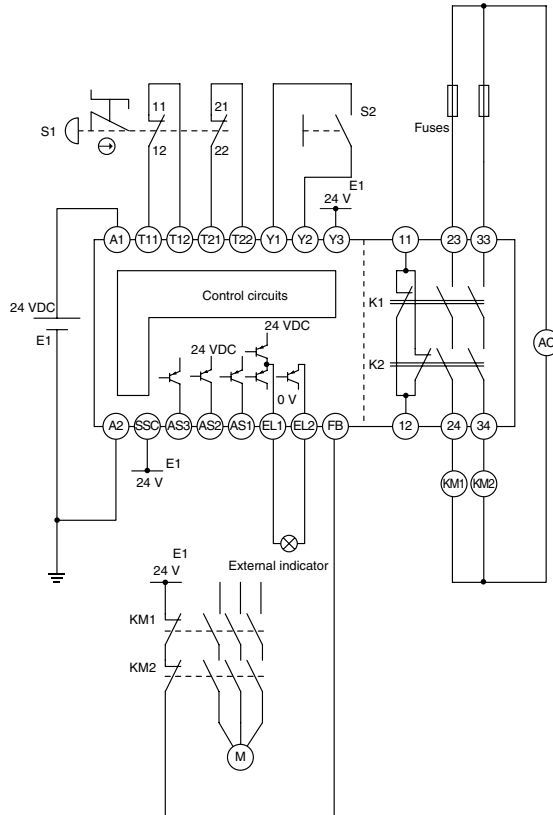 11
21
S2
S1
Fuses
12
22
E1
24 V
A1
T11
T12
T21
T22
Y1
Y2
Y3
11
23
33
Control circuits
K1
24 VDC
24 VDC
E1
24 VDC
K2
AC
0 V
A2
SSC
AS3
AS2
AS1
EL1
EL2
FB
12
24
34
E1
24 V
KM1
KM2
E1
24 V
External indicator
KM1
KM2
M